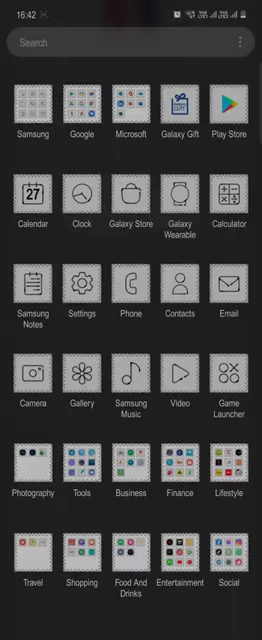 16:42
Search
Samsung Google Microsoft Galaxy Gift Play Store
GIFT
27
Calendar Clock Galaxy Store Galaxy Wearable Calculator
Samsung Notes Settings Phone Contacts Email
Camera Gallery Samsung Music Video Game Launcher
Photography Tools Business Finance Lifestyle
Travel Shopping Food And Drinks Entertainment Social